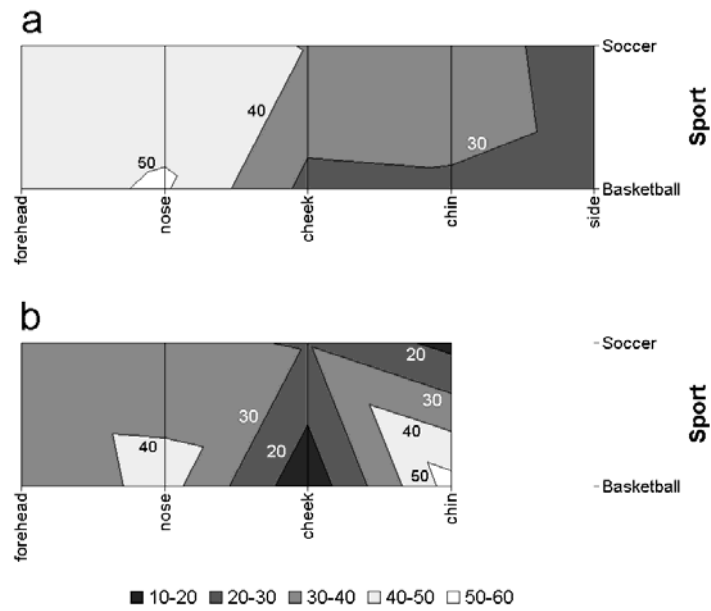 a
Soccer
40
50
30
Sport
Basketball
forehead
nose
cheek
chin
side
b
Soccer
20
30
30
40
40
20
50
Sport
Basketball
forehead
nose
cheek
chin
10-20 20-30 30-40 40-50 50-60